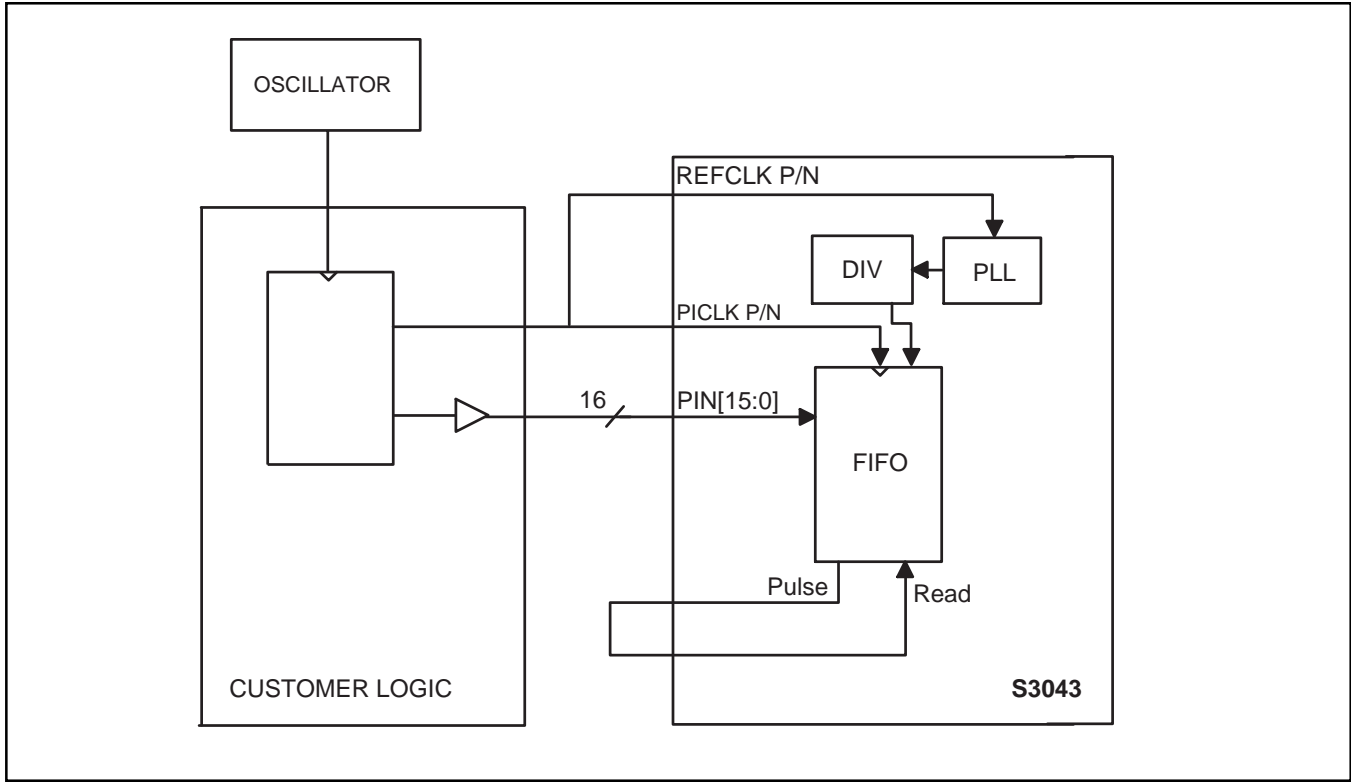 OSCILLATOR
REFCLK P/N
DIV
PLL
PICLK P/N
16
PIN[15:0]
FIFO
Pulse
Read
CUSTOMER LOGIC
S3043